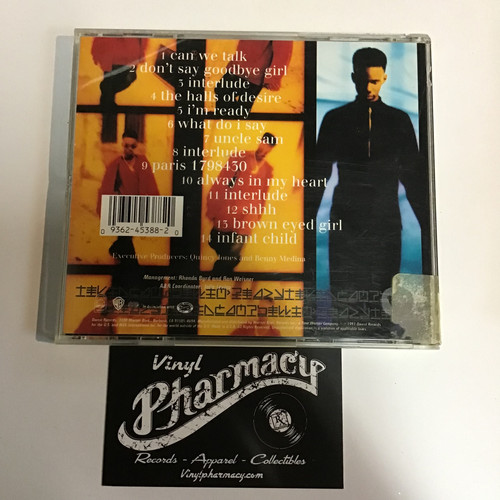 1 can we talk
2 don't say goodbye girl
3 interlude
4 the halls of desire
5 i'm ready
6 what do i say
7 uncle sam
8 interlude
9 paris 1798430
10 always in my heart
11 interlude
12 shhh
13 brown eyed girl
14 infant child
0 9362-45388-2 0
Executive Producers: Quincy Jones and Benny Medina
Management: Rhonda Byrd and Ron Weisner
A&R Coordinator:
Vinyl
Pharmacy
RX
Records - Apparel - Collectibles
Vinylpharmacy.com